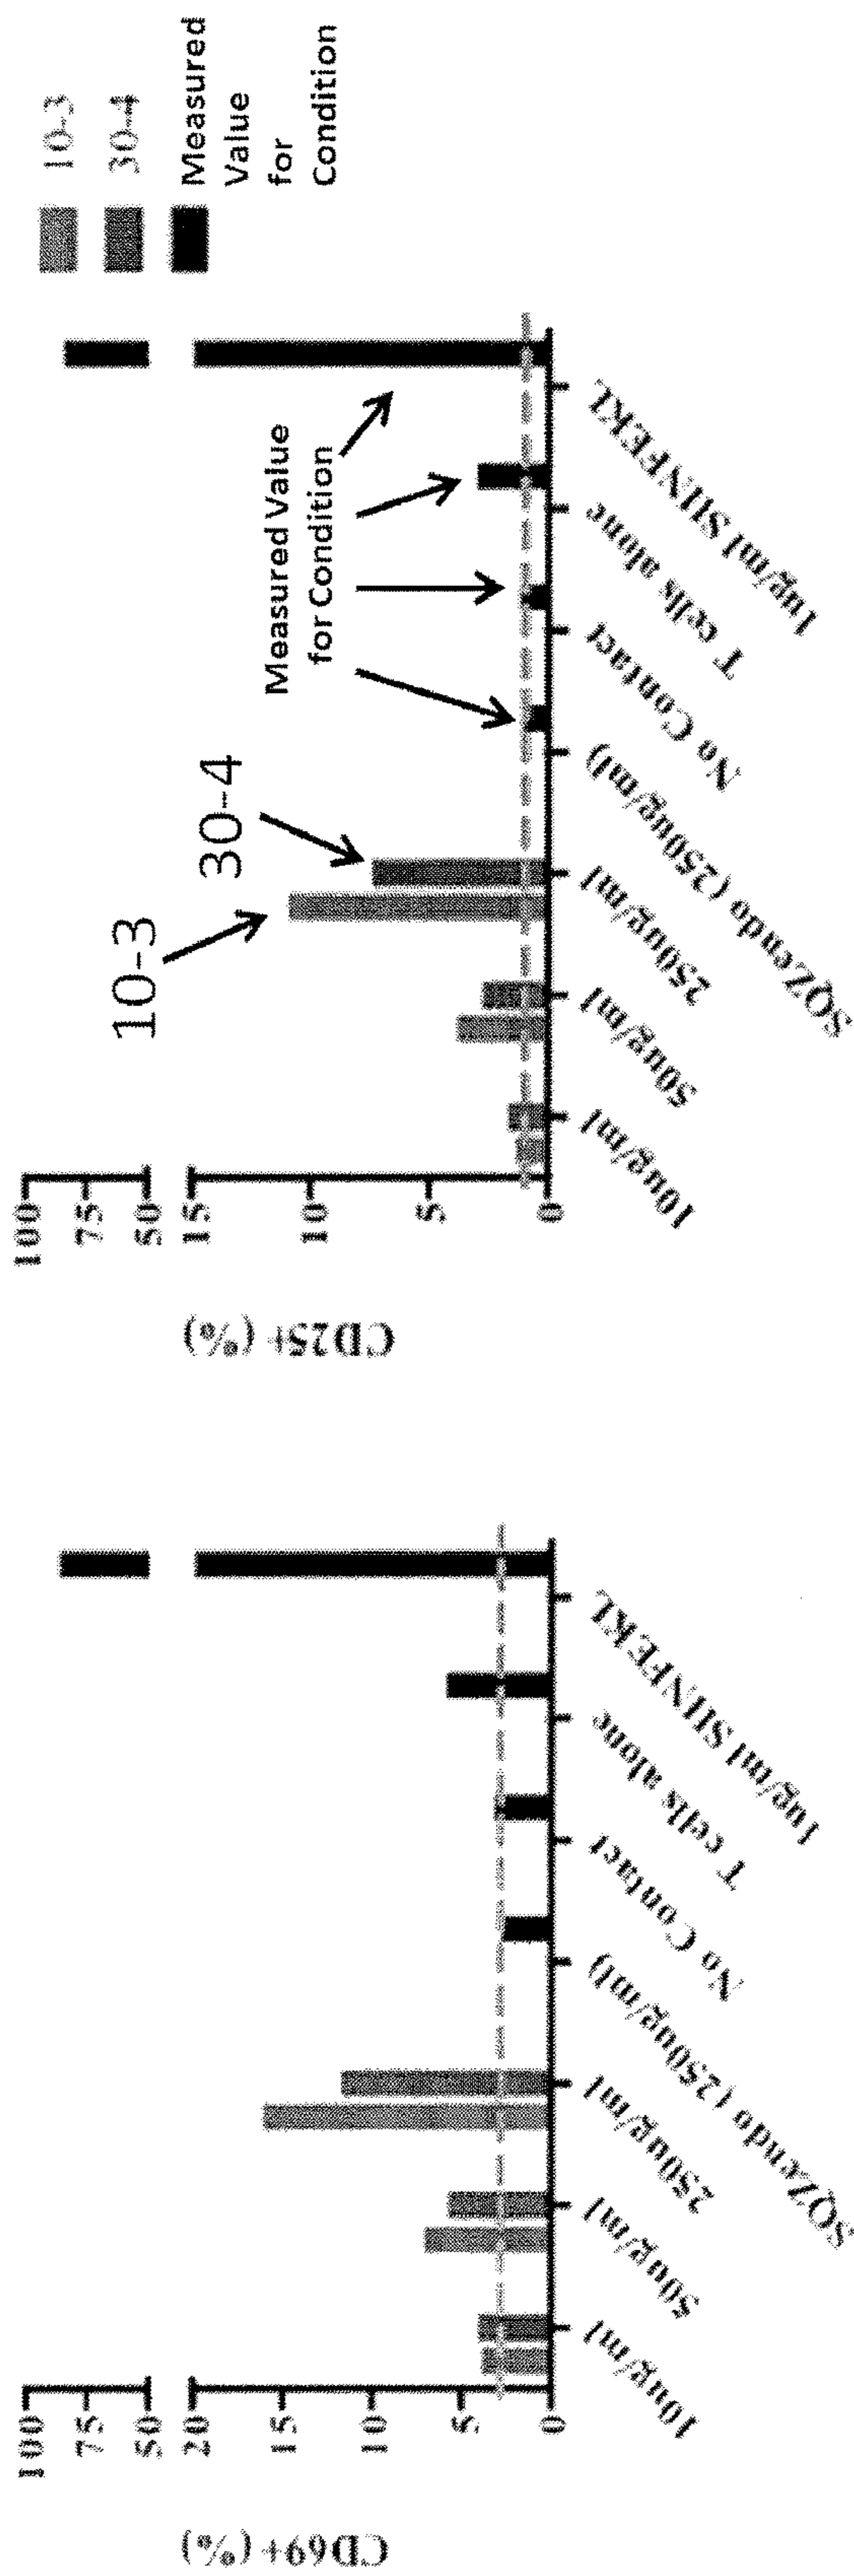 CD69+ (%)
100
75
50
20
15
10
5
0
10ug/ml
50ug/ml
250ug/ml
SQZendo (250ug/ml)
No Contact
T cells alone
1ug/ml SIINFEKL
CD25+ (%)
100
75
50
15
10
5
0
10-3
30-4
Measured Value
for Condition
10ug/ml
50ug/ml
250ug/ml
SQZendo (250ug/ml)
No Contact
T cells alone
1ug/ml SIINFEKL
10-3
30-4
Measured
Value
for
Condition